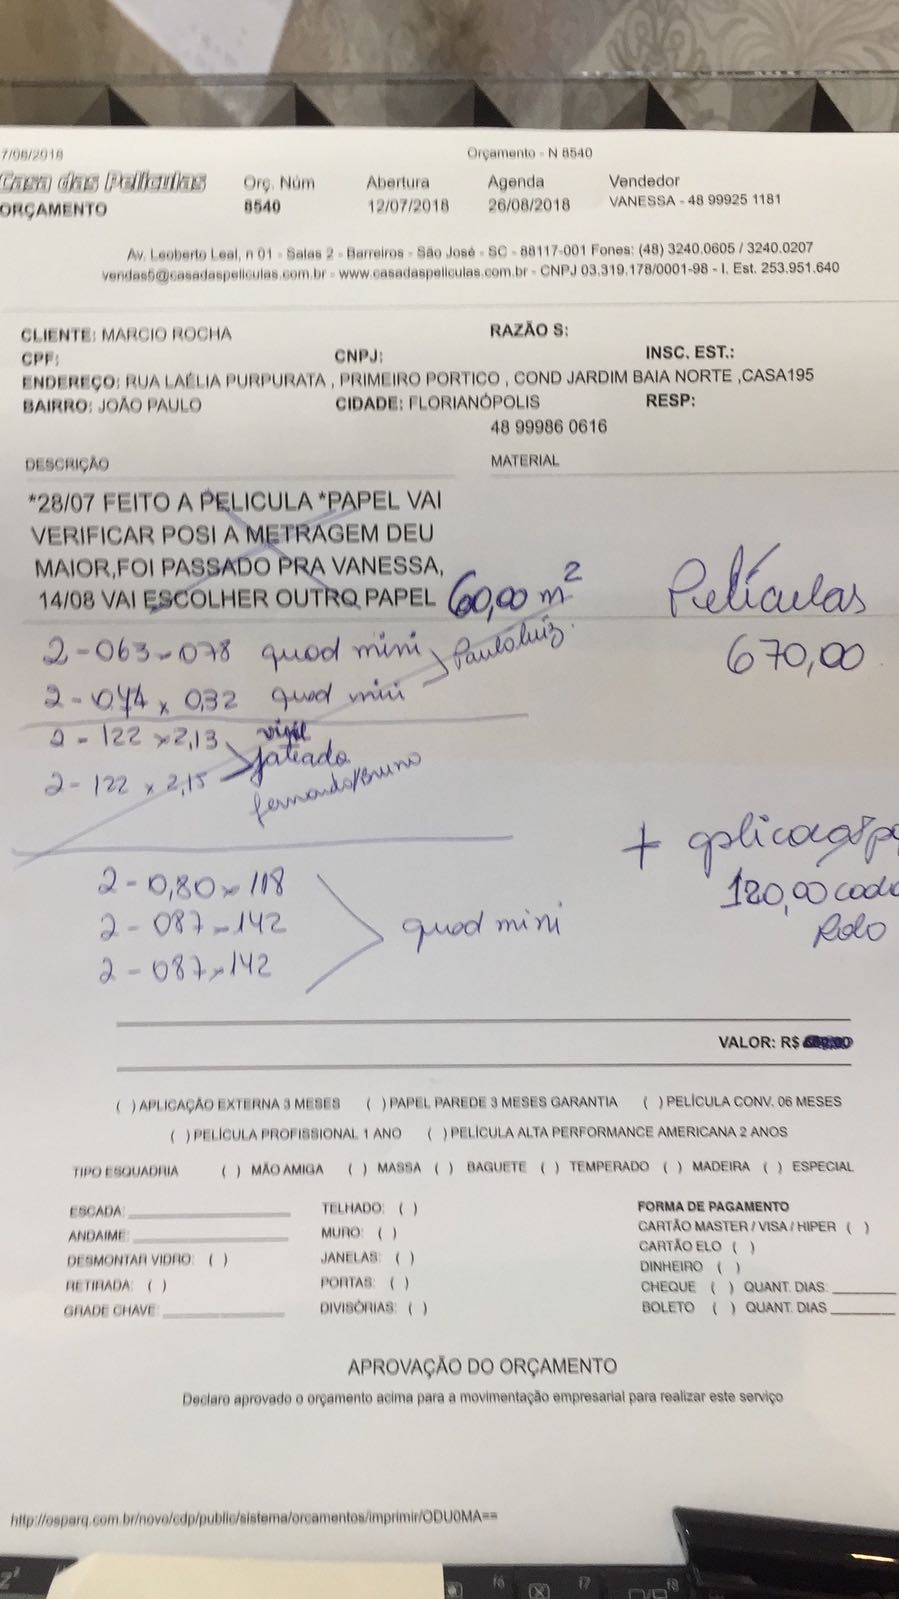 7/08/2018 Orçamento - N 8540
Casa das Películas Orç. Núm Abertura Agenda Vendedor
ORÇAMENTO 8540 12/07/2018 26/08/2018 VANESSA - 48 99925 1181
Av. Leoberto Leal, n 01 - Salas 2 - Barreiros - São José - SC - 88117-001 Fones: (48) 3240.0605 / 3240.0207
vendas5@casadaspeliculas.com.br - www.casadaspeliculas.com.br - CNPJ 03.319.178/0001-98 - I. Est. 253.951.640
CLIENTE: MARCIO ROCHA RAZÃO S:
CPF: CNPJ: INSC. EST.:
ENDEREÇO: RUA LAÉLIA PURPURATA , PRIMEIRO PORTICO , COND JARDIM BAIA NORTE ,CASA195
BAIRRO: JOÃO PAULO CIDADE: FLORIANÓPOLIS RESP:
48 99986 0616
DESCRIÇÃO MATERIAL
*28/07 FEITO A PELICULA *PAPEL VAI
VERIFICAR POSI A METRAGEM DEU
MAIOR,FOI PASSADO PRA VANESSA,
14/08 VAI ESCOLHER OUTRO PAPEL 60,00 m² Películas
2 - 063 x 078 quad mini Paulo Luiz. 670,00
2 - 0,44 x 0,32 quad mini
2 - 122 x 2,13
jateada
2 - 122 x 2,15 fernando/Bruno
+ 
2 - 0,80 x 118 120,00 cada
2 - 087 x 142 quad mini Rolo
2 - 087 x 142
VALOR: R$
( ) APLICAÇÃO EXTERNA 3 MESES ( ) PAPEL PAREDE 3 MESES GARANTIA ( ) PELÍCULA CONV. 06 MESES
( ) PELÍCULA PROFISSIONAL 1 ANO ( ) PELÍCULA ALTA PERFORMANCE AMERICANA 2 ANOS
TIPO ESQUADRIA ( ) MÃO AMIGA ( ) MASSA ( ) BAGUETE ( ) TEMPERADO ( ) MADEIRA ( ) ESPECIAL
ESCADA: TELHADO: ( ) FORMA DE PAGAMENTO
ANDAIME: MURO: ( ) CARTÃO MASTER / VISA / HIPER ( )
DESMONTAR VIDRO: ( ) JANELAS: ( ) CARTÃO ELO ( )
RETIRADA: ( ) PORTAS: ( ) DINHEIRO ( )
GRADE CHAVE: DIVISÓRIAS: ( ) CHEQUE ( ) QUANT. DIAS:
BOLETO ( ) QUANT. DIAS
APROVAÇÃO DO ORÇAMENTO
Declaro aprovado o orçamento acima para a movimentação empresarial para realizar este serviço
http://osparq.com.br/novo/cdp/public/sistema/orcamentos/imprimir/ODU0MA==
Z f6 f7 f8